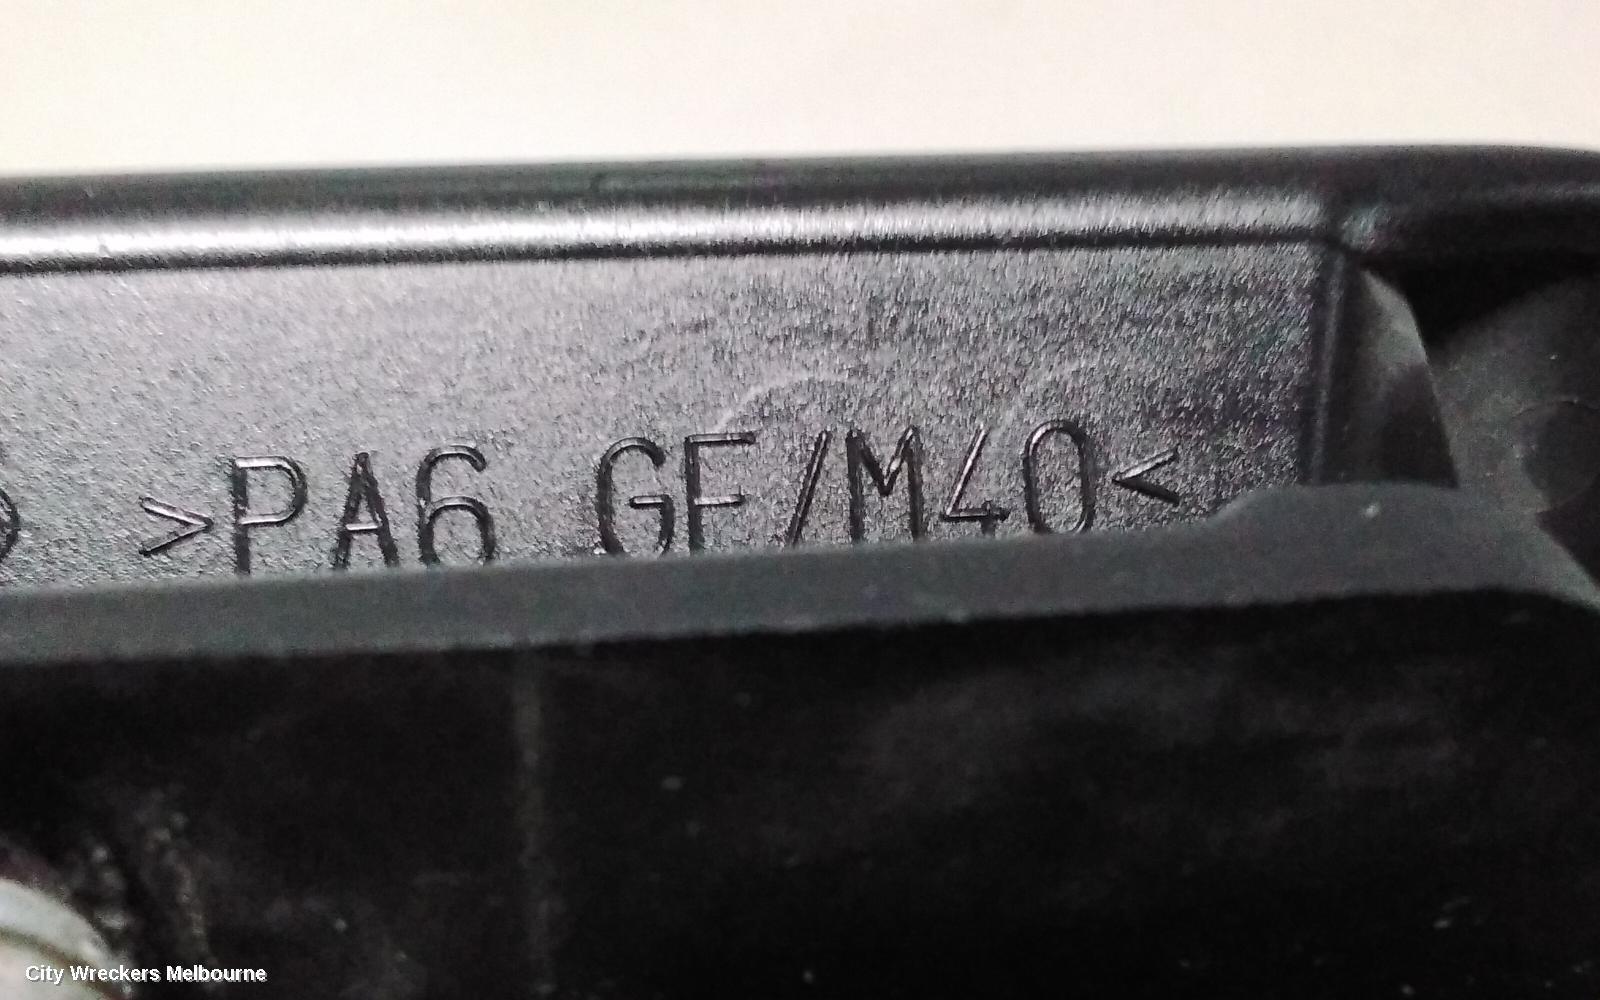 >PA6 GF/M40<
City Wreckers Melbourne